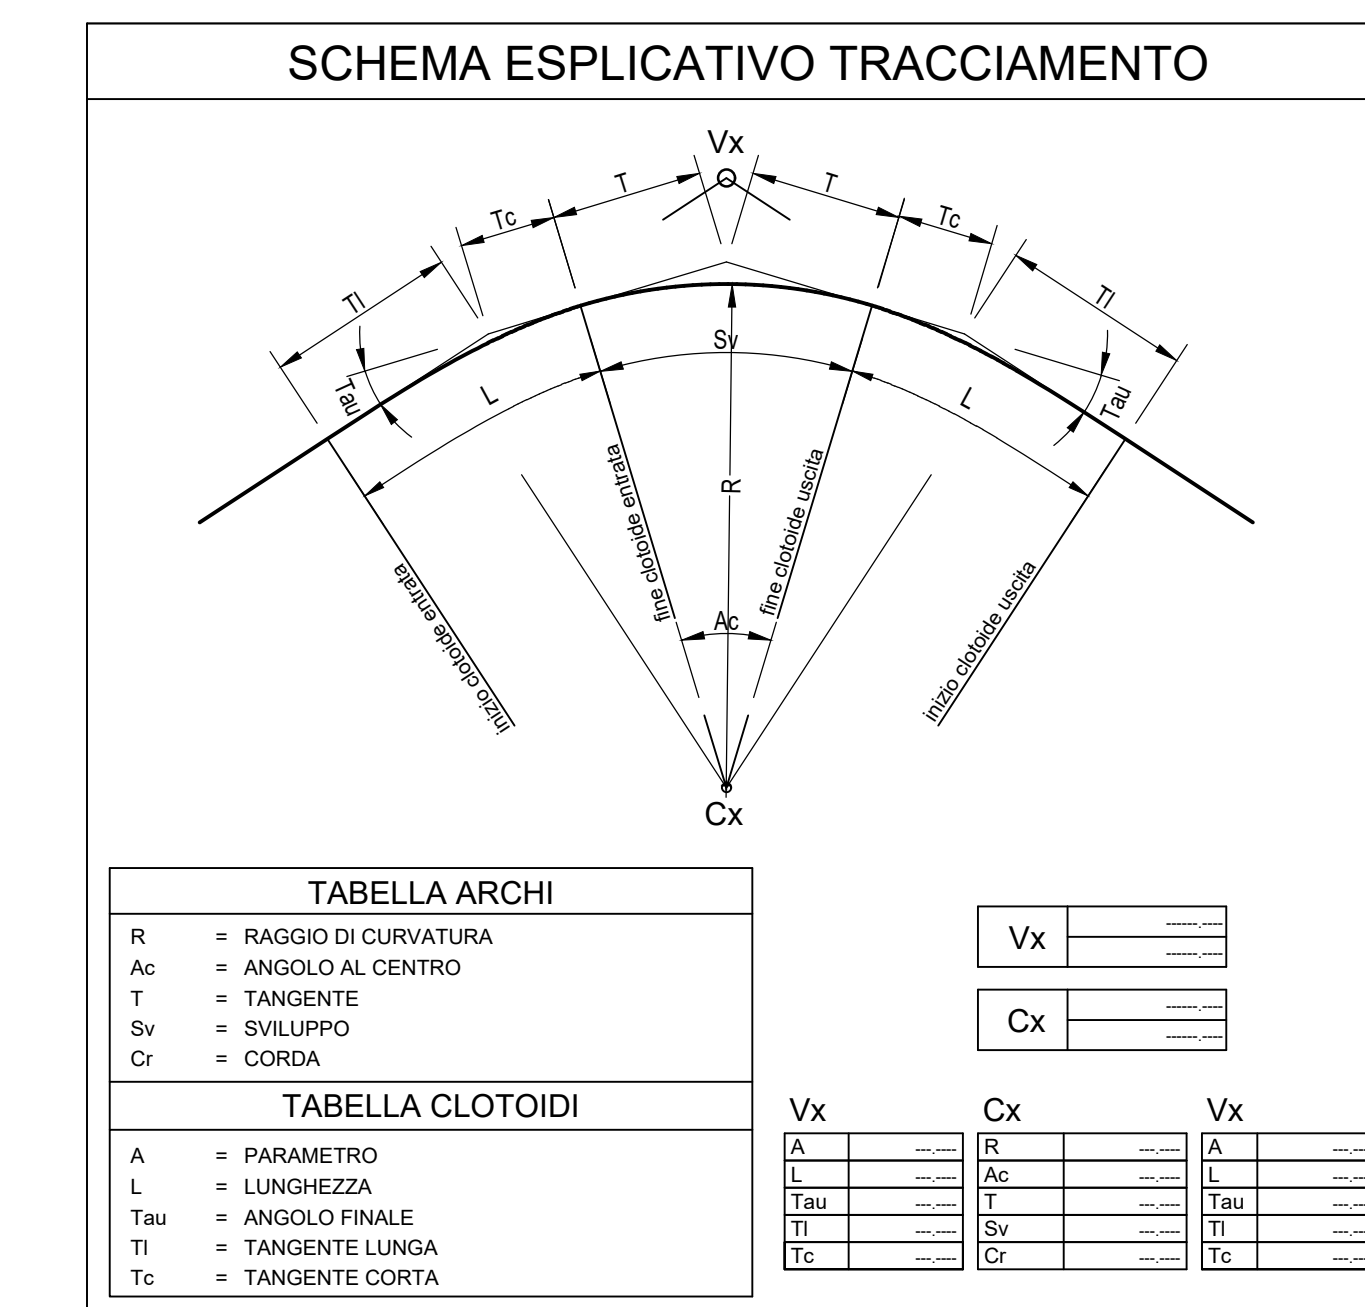 SCHEMA ESPLICATIVO TRACCIAMENTO
Vx
T
T
Tc
Tc
Tl
Tl
Sv
Tau
Tau
L
L
R
fine clotoide entrata
fine clotoide uscita
inizio clotoide entrata
inizio clotoide uscita
Ac
Cx
TABELLA ARCHI
R = RAGGIO DI CURVATURA
Ac = ANGOLO AL CENTRO
T = TANGENTE
Sv = SVILUPPO
Cr = CORDA
TABELLA CLOTOIDI
A = PARAMETRO
L = LUNGHEZZA
Tau = ANGOLO FINALE
Tl = TANGENTE LUNGA
Tc = TANGENTE CORTA
Vx ------.----
------.----
Cx ------.----
------.----
Vx
A ---.----
L ---.----
Tau ---.----
Tl ---.----
Tc ---.----
Cx
R ---.----
Ac ---.----
T ---.----
Sv ---.----
Cr ---.----
Vx
A ---.---
L ---.---
Tau ---.---
Tl ---.---
Tc ---.---